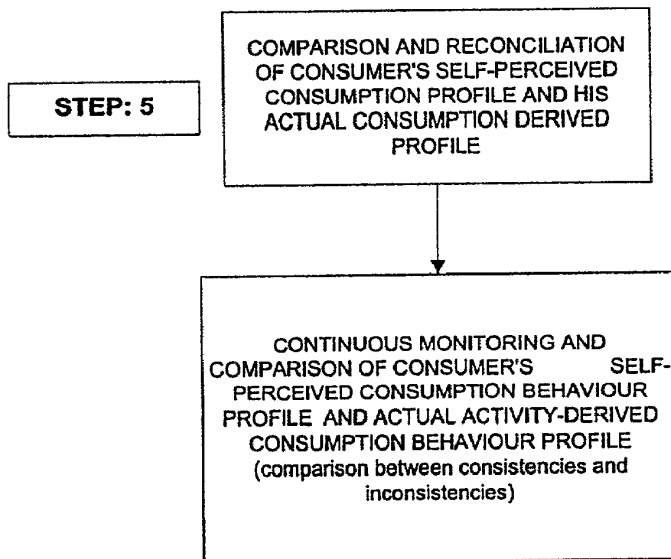 STEP: 5
COMPARISON AND RECONCILIATION
OF CONSUMER'S SELF-PERCEIVED
CONSUMPTION PROFILE AND HIS
ACTUAL CONSUMPTION DERIVED
PROFILE
CONTINUOUS MONITORING AND
COMPARISON OF CONSUMER'S SELF-
PERCEIVED CONSUMPTION BEHAVIOUR
PROFILE AND ACTUAL ACTIVITY-DERIVED
CONSUMPTION BEHAVIOUR PROFILE
(comparison between consistencies and
inconsistencies)